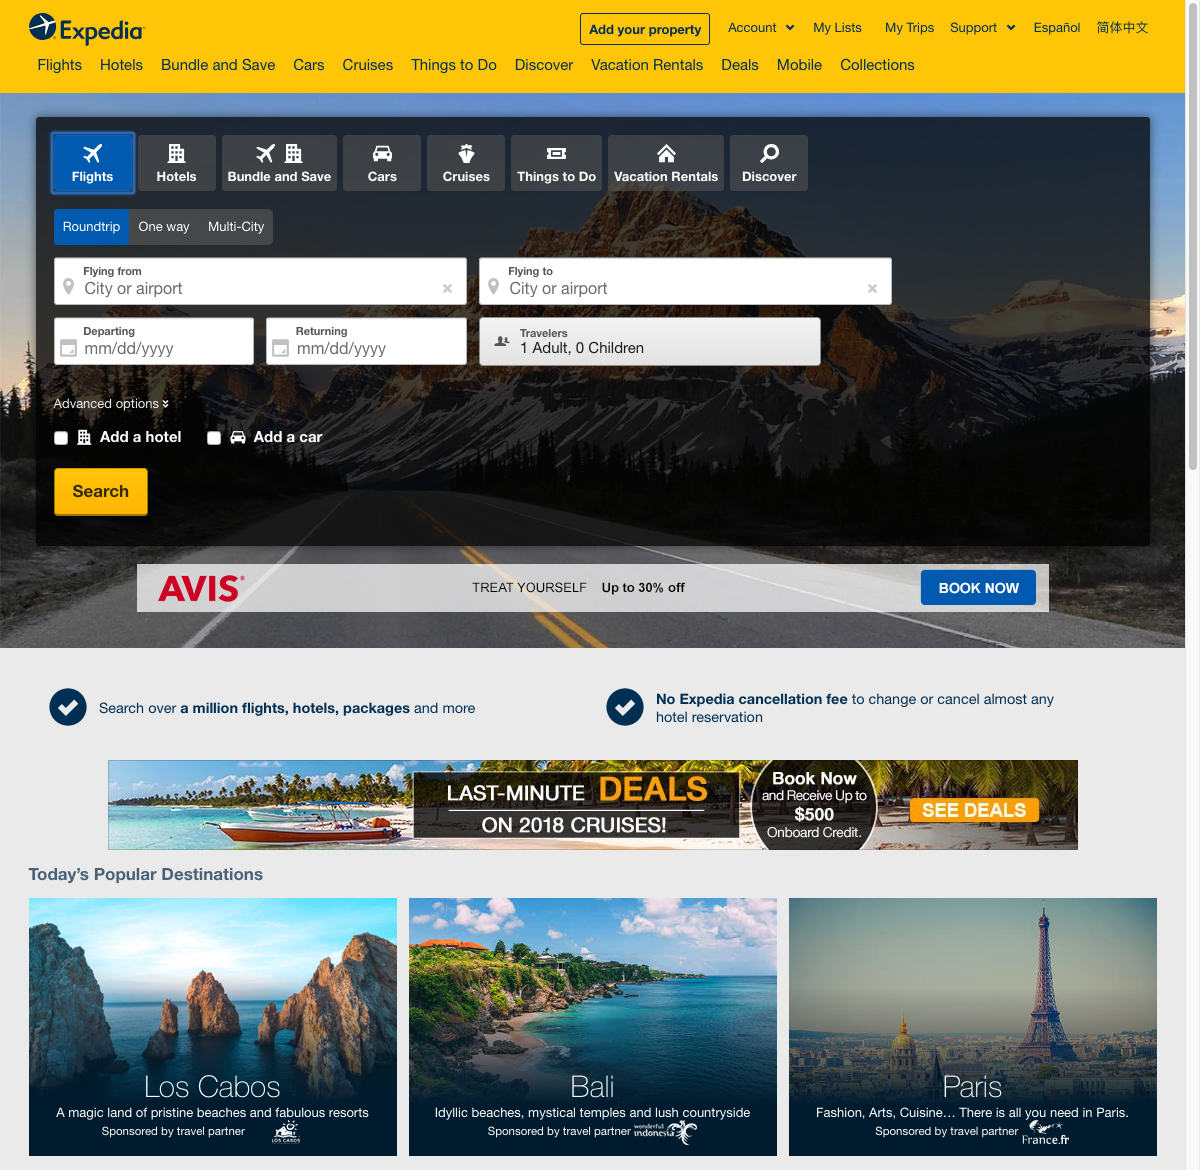 Expedia
Add your property
Account
My Lists
My Trips
Support
Español
简体中文
Flights
Hotels
Bundle and Save
Cars
Cruises
Things to Do
Discover
Vacation Rentals
Deals
Mobile
Collections
Flights
Hotels
Bundle and Save
Cars
Cruises
Things to Do
Vacation Rentals
Discover
Roundtrip
One way
Multi-City
Flying from
City or airport
Flying to
City or airport
Departing
mm/dd/yyyy
Returning
mm/dd/yyyy
Travelers
1 Adult, 0 Children
Advanced options
Add a hotel
Add a car
Search
AVIS®
TREAT YOURSELF Up to 30% off
BOOK NOW
Search over a million flights, hotels, packages and more
No Expedia cancellation fee to change or cancel almost any
hotel reservation
LAST-MINUTE DEALS
ON 2018 CRUISES!
Book Now
and Receive Up to
$500
Onboard Credit.
SEE DEALS
Today's Popular Destinations
Los Cabos
A magic land of pristine beaches and fabulous resorts
Sponsored by travel partner
LOS CABOS
Bali
Idyllic beaches, mystical temples and lush countryside
Sponsored by travel partner
wonderful
indonesia
Paris
Fashion, Arts, Cuisine… There is all you need in Paris.
Sponsored by travel partner
France.fr